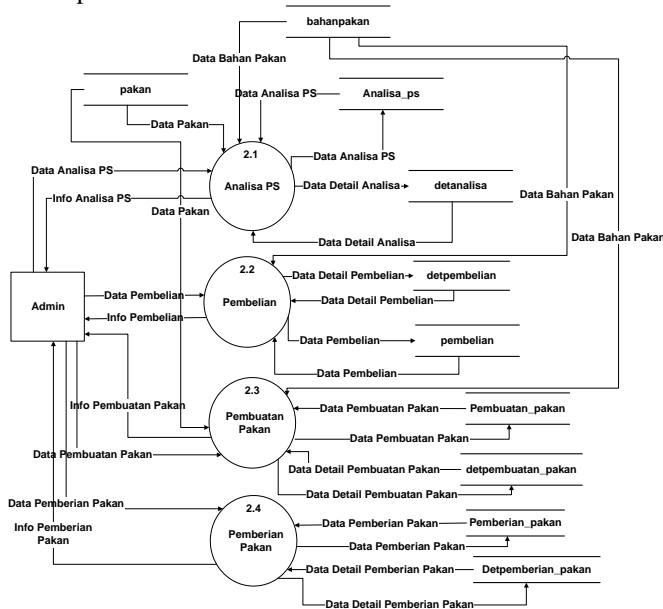 bahanpakan
Data Bahan Pakan
pakan
Data Analisa PS
Analisa_ps
Data Pakan
2.1
Analisa PS
Data Analisa PS
Data Analisa PS
Data Detail Analisa
detanalisa
Info Analisa PS
Data Bahan Pakan
Data Pakan
Data Bahan Pakan
Data Detail Analisa
2.2
Pembelian
Data Detail Pembelian
detpembelian
Admin
Data Pembelian
Data Detail Pembelian
Info Pembelian
Data Pembelian
pembelian
Data Pembelian
2.3
Pembuatan
Pakan
Info Pembuatan Pakan
Data Pembuatan Pakan
Pembuatan_pakan
Data Pembuatan Pakan
Data Pembuatan Pakan
Data Detail Pembuatan Pakan
detpembuatan_pakan
Data Detail Pembuatan Pakan
Data Pemberian Pakan
2.4
Pemberian
Pakan
Info Pemberian
Pakan
Data Pemberian Pakan
Pemberian_pakan
Data Pemberian Pakan
Data Detail Pemberian Pakan
Detpemberian_pakan
Data Detail Pemberian Pakan